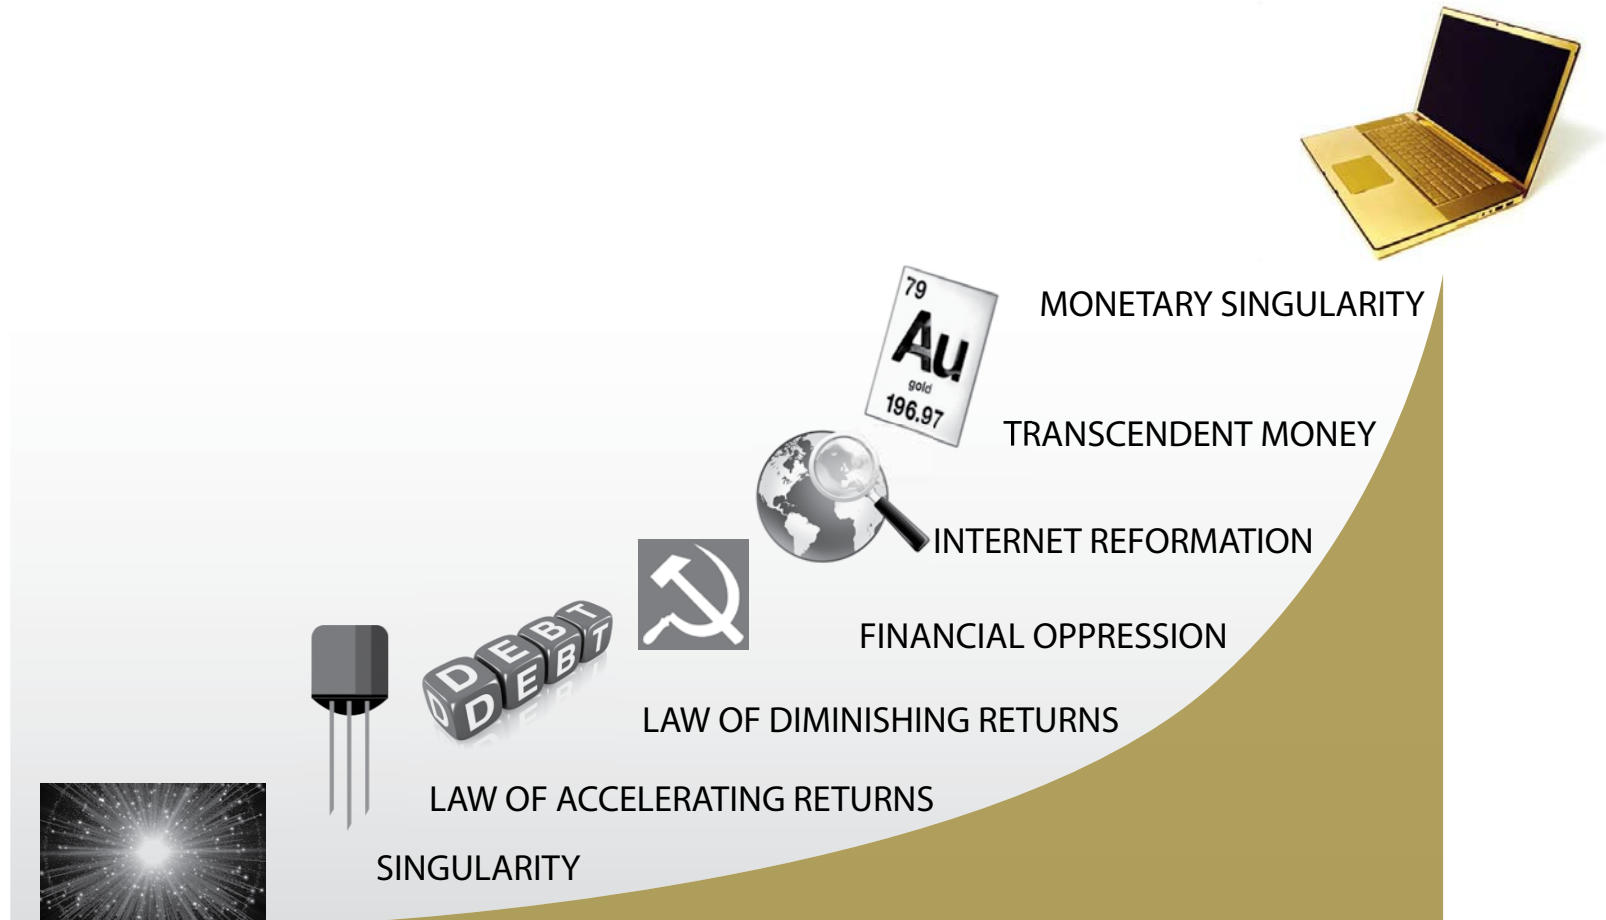 79
Au
gold
196.97
MONETARY SINGULARITY
TRANSCENDENT MONEY
INTERNET REFORMATION
FINANCIAL OPPRESSION
DEBT
DEBT
LAW OF DIMINISHING RETURNS
LAW OF ACCELERATING RETURNS
SINGULARITY